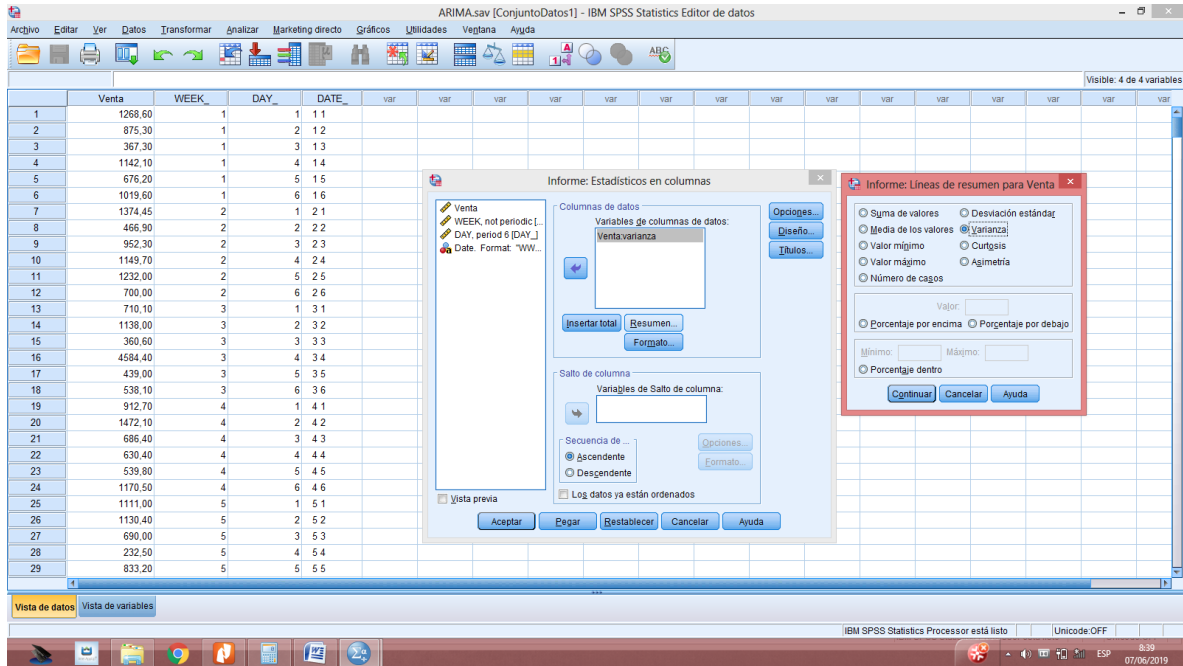 ARIMA.sav [ConjuntoDatos1] - IBM SPSS Statistics Editor de datos
Archivo Editar Ver Datos Transformar Analizar Marketing directo Gráficos Utilidades Ventana Ayuda
Visible: 4 de 4 variables
Venta WEEK_ DAY_ DATE_ var var var var var var var var var var var var var var var
1 1268,60 1 1 1 1
2 875,30 1 2 1 2
3 367,30 1 3 1 3
4 1142,10 1 4 1 4
5 676,20 1 5 1 5
6 1019,60 1 6 1 6
7 1374,45 2 1 2 1
8 466,90 2 2 2 2
9 952,30 2 3 2 3
10 1149,70 2 4 2 4
11 1232,00 2 5 2 5
12 700,00 2 6 2 6
13 710,10 3 1 3 1
14 1138,00 3 2 3 2
15 360,60 3 3 3 3
16 4584,40 3 4 3 4
17 439,00 3 5 3 5
18 538,10 3 6 3 6
19 912,70 4 1 4 1
20 1472,10 4 2 4 2
21 686,40 4 3 4 3
22 630,40 4 4 4 4
23 539,80 4 5 4 5
24 1170,50 4 6 4 6
25 1111,00 5 1 5 1
26 1130,40 5 2 5 2
27 690,00 5 3 5 3
28 232,50 5 4 5 4
29 833,20 5 5 5 5
Informe: Estadísticos en columnas
Venta
WEEK, not periodic [...
DAY, period 6 [DAY_]
Date. Format: "WW...
Vista previa
Columnas de datos
Variables de columnas de datos:
Venta:varianza
Insertar total Resumen...
Formato...
Opciones...
Diseño...
Títulos...
Salto de columna
Variables de Salto de columna:
Secuencia de ...
Ascendente
Descendente
Opciones...
Formato...
Los datos ya están ordenados
Aceptar Pegar Restablecer Cancelar Ayuda
Informe: Líneas de resumen para Venta
Suma de valores Desviación estándar
Media de los valores Varianza
Valor mínimo Curtosis
Valor máximo Asimetría
Número de casos
Valor:
Porcentaje por encima Porcentaje por debajo
Mínimo: Máximo:
Porcentaje dentro
Continuar Cancelar Ayuda
Vista de datos Vista de variables
IBM SPSS Statistics Processor está listo Unicode:OFF
ESP 8:39
07/06/2019